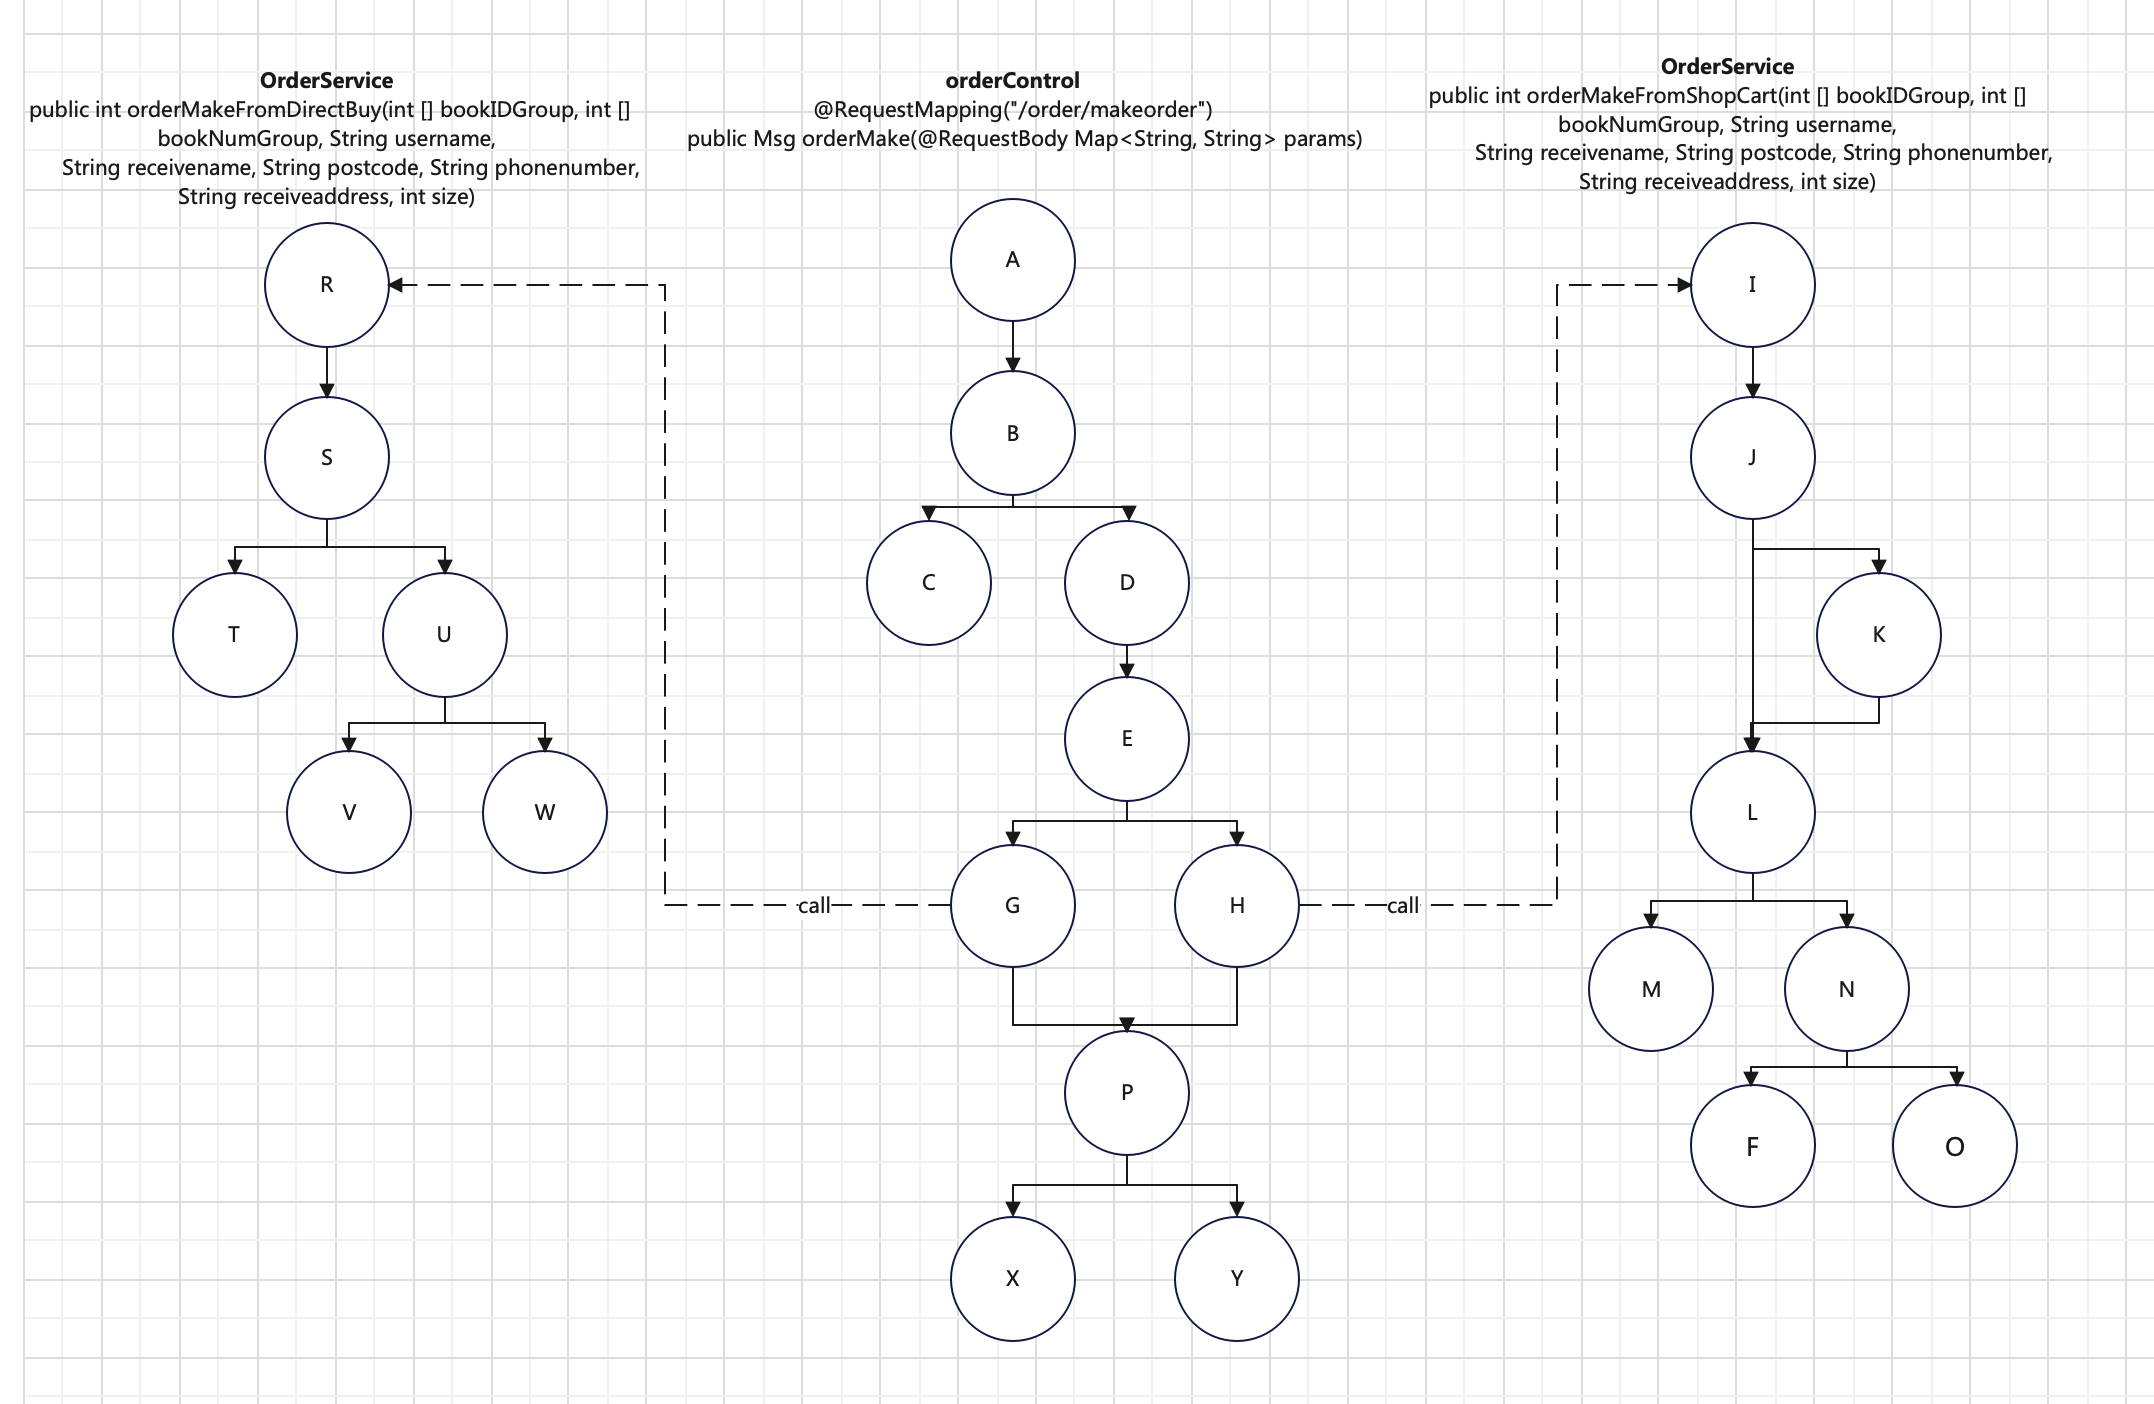 OrderService
public int orderMakeFromDirectBuy(int [] bookIDGroup, int []
bookNumGroup, String username,
String receivename, String postcode, String phonenumber,
String receiveaddress, int size)
orderControl
@RequestMapping("/order/makeorder")
public Msg orderMake(@RequestBody Map<String, String> params)
OrderService
public int orderMakeFromShopCart(int [] bookIDGroup, int []
bookNumGroup, String username,
String receivename, String postcode, String phonenumber,
String receiveaddress, int size)
R
S
T
U
V
W
call
A
B
C
D
E
G
H
P
X
Y
call
I
J
K
L
M
N
F
O